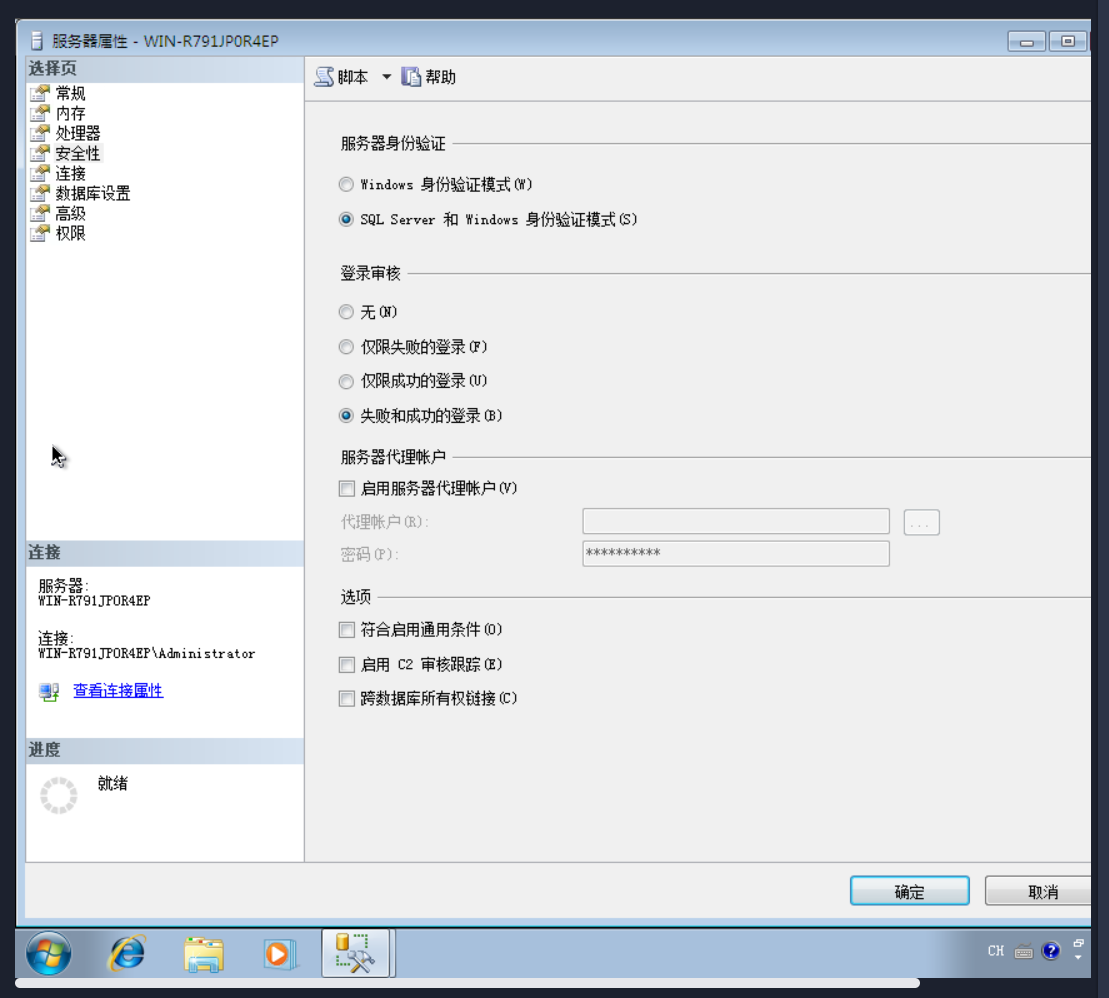 服务器属性 - WIN-R791JP0R4EP
选择页
常规
内存
处理器
安全性
连接
数据库设置
高级
权限
脚本
帮助
服务器身份验证
Windows 身份验证模式(W)
SQL Server 和 Windows 身份验证模式(S)
登录审核
无(N)
仅限失败的登录(F)
仅限成功的登录(U)
失败和成功的登录(B)
服务器代理帐户
启用服务器代理帐户(V)
代理帐户(R):
...
密码(P):
**********
选项
符合启用通用条件(O)
启用 C2 审核跟踪(E)
跨数据库所有权链接(C)
连接
服务器:
WIN-R791JP0R4EP
连接:
WIN-R791JP0R4EP\Administrator
查看连接属性
进度
就绪
确定
取消
CH